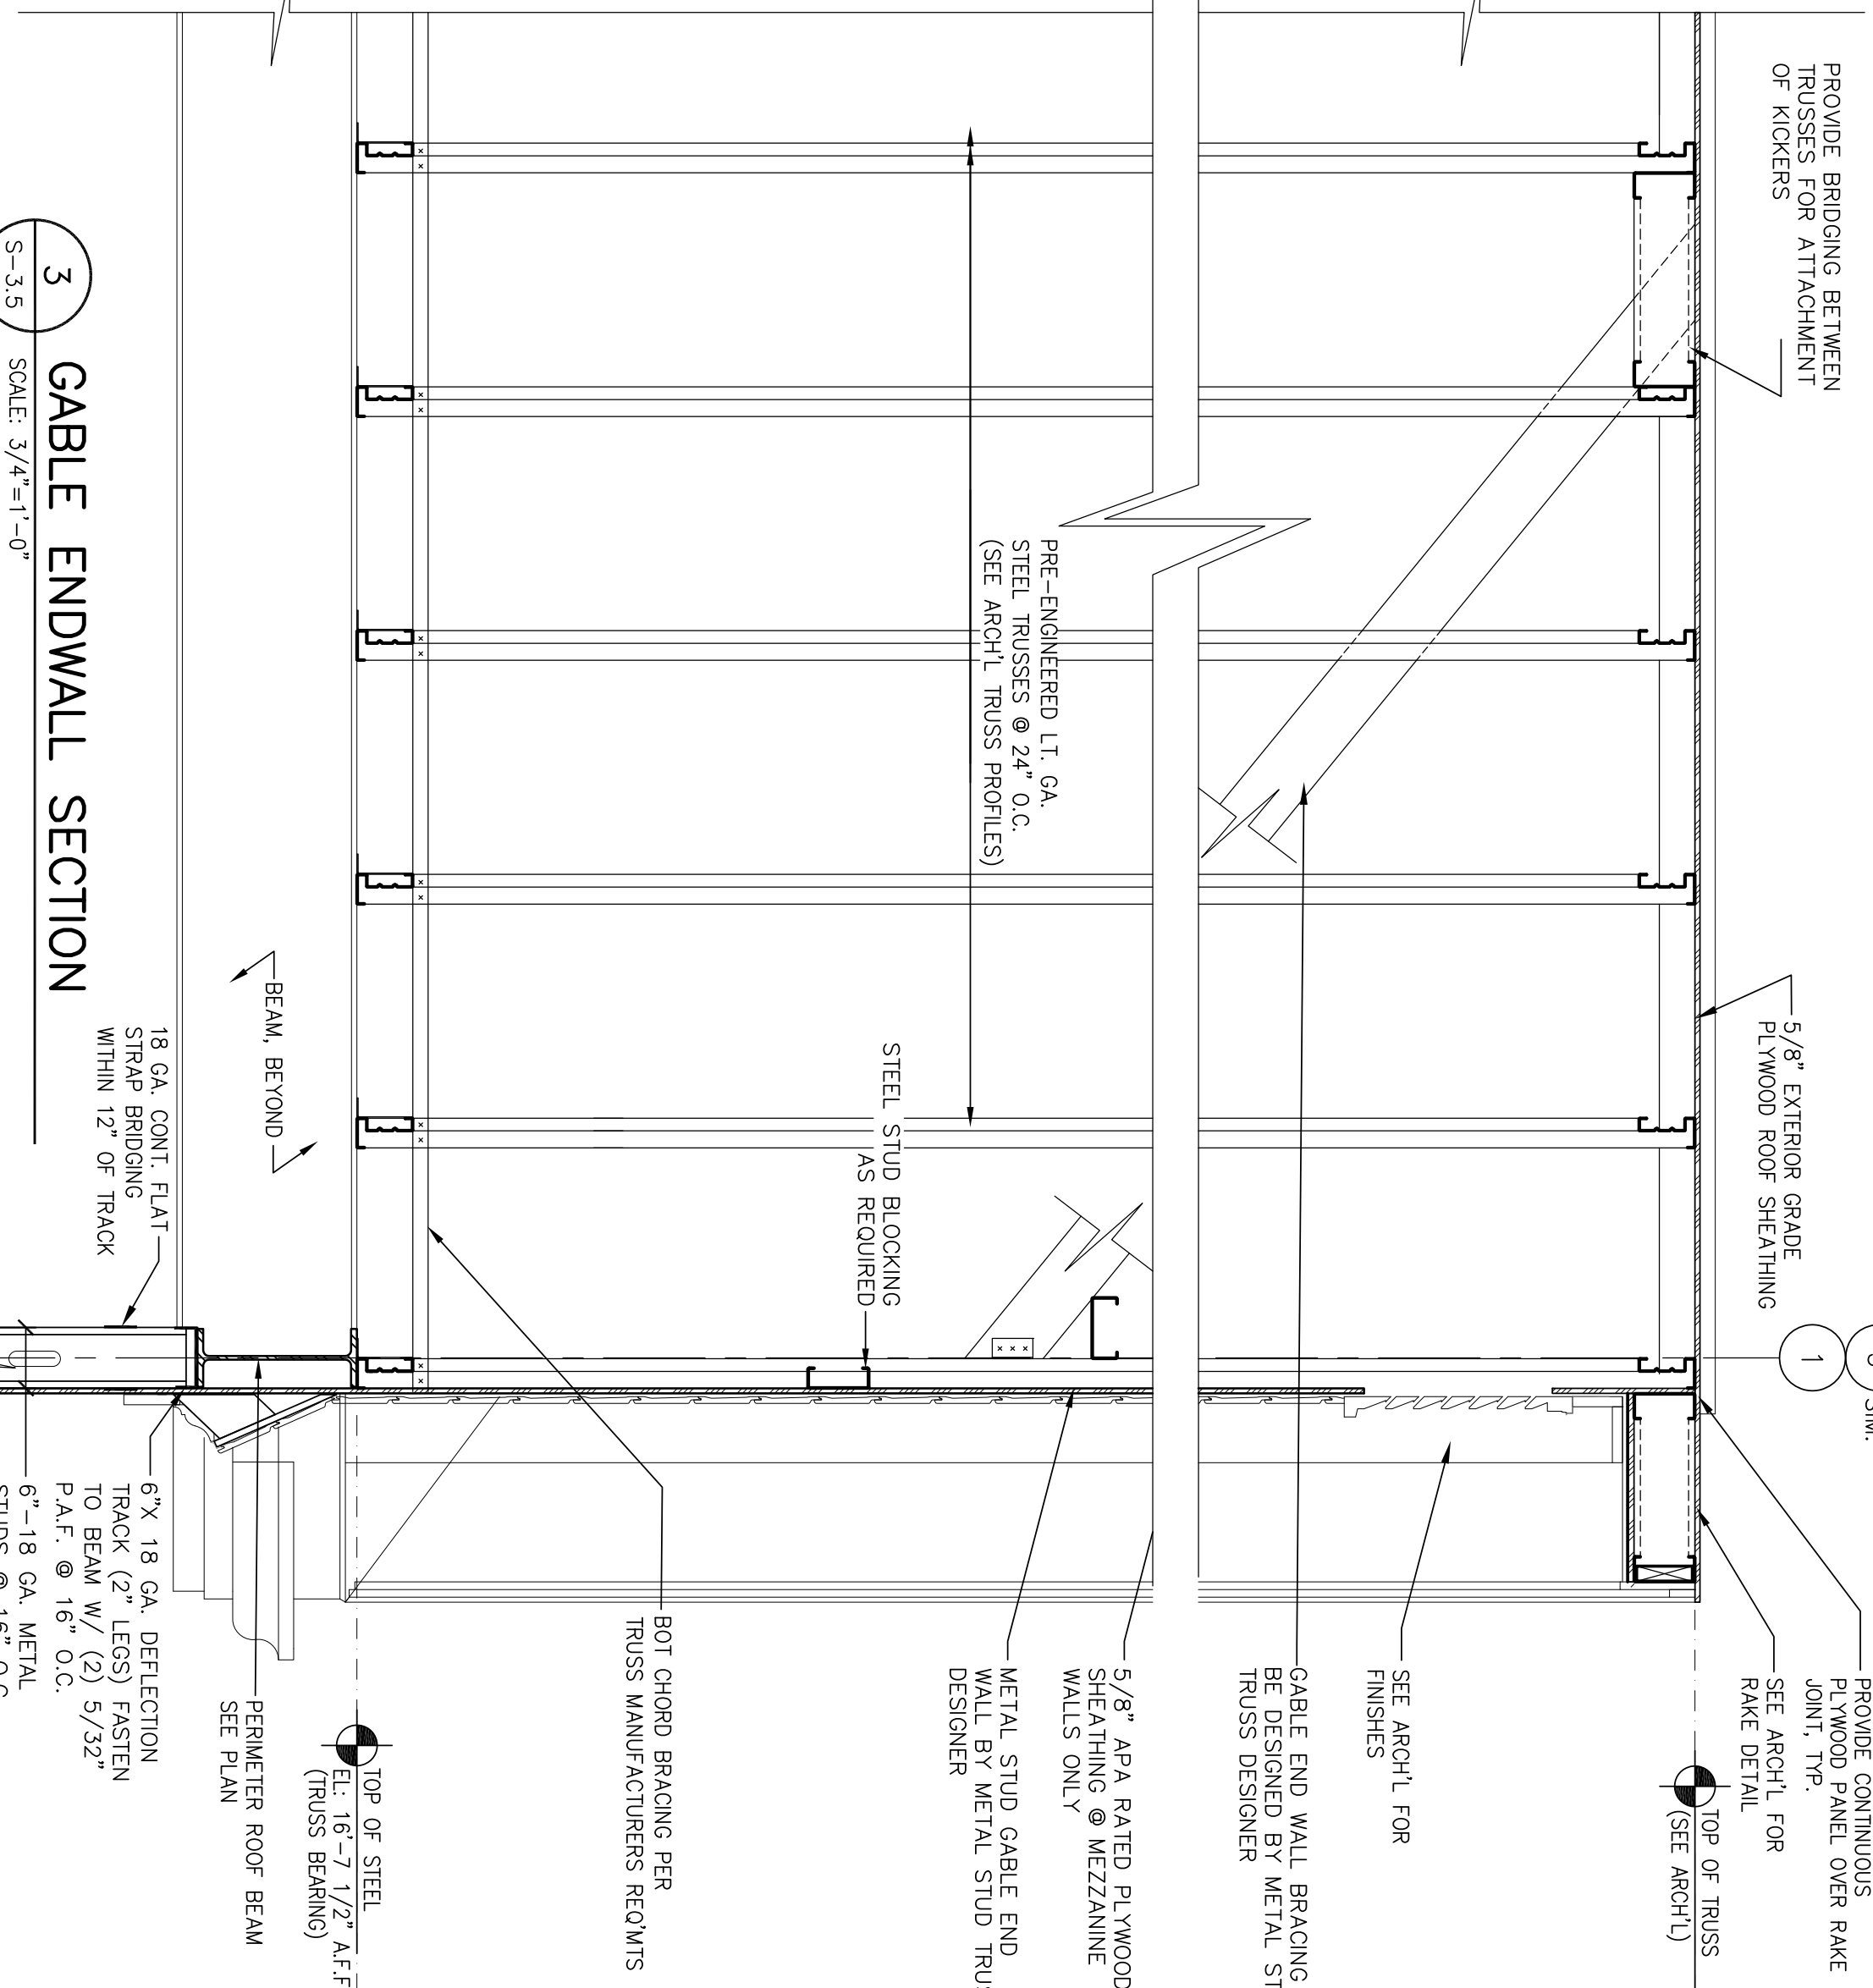 PROVIDE BRIDGING BETWEEN
TRUSSES FOR ATTACHMENT
OF KICKERS
5/8" EXTERIOR GRADE
PLYWOOD ROOF SHEATHING
1
SIM.
PROVIDE CONTINUOUS
PLYWOOD PANEL OVER RAKE
JOINT, TYP.
SEE ARCH'L FOR
RAKE DETAIL
TOP OF TRUSS
(SEE ARCH'L)
SEE ARCH'L FOR
FINISHES
GABLE END WALL BRACING
BE DESIGNED BY METAL
TRUSS DESIGNER
5/8" APA RATED PLYWOOD
SHEATHING @ MEZZANINE
WALLS ONLY
METAL STUD GABLE END
WALL BY METAL STUD
DESIGNER
PRE-ENGINEERED LT. GA.
STEEL TRUSSES @ 24" O.C.
(SEE ARCH'L TRUSS PROFILES)
STEEL STUD BLOCKING
AS REQUIRED
BOT CHORD BRACING PER
TRUSS MANUFACTURERS REQ'MTS
TOP OF STEEL
EL: 16'-7 1/2" A.F.F
(TRUSS BEARING)
BEAM, BEYOND
PERIMETER ROOF BEAM
SEE PLAN
18 GA. CONT. FLAT
STRAP BRIDGING
WITHIN 12" OF TRACK
6"X 18 GA. DEFLECTION
TRACK (2" LEGS) FASTEN
TO BEAM W/ (2) 5/32"
P.A.F. @ 16" O.C.
6"-18 GA. METAL
STUDS @ 16" O.C.
3
GABLE ENDWALL SECTION
S-3.5
SCALE: 3/4"=1'-0"